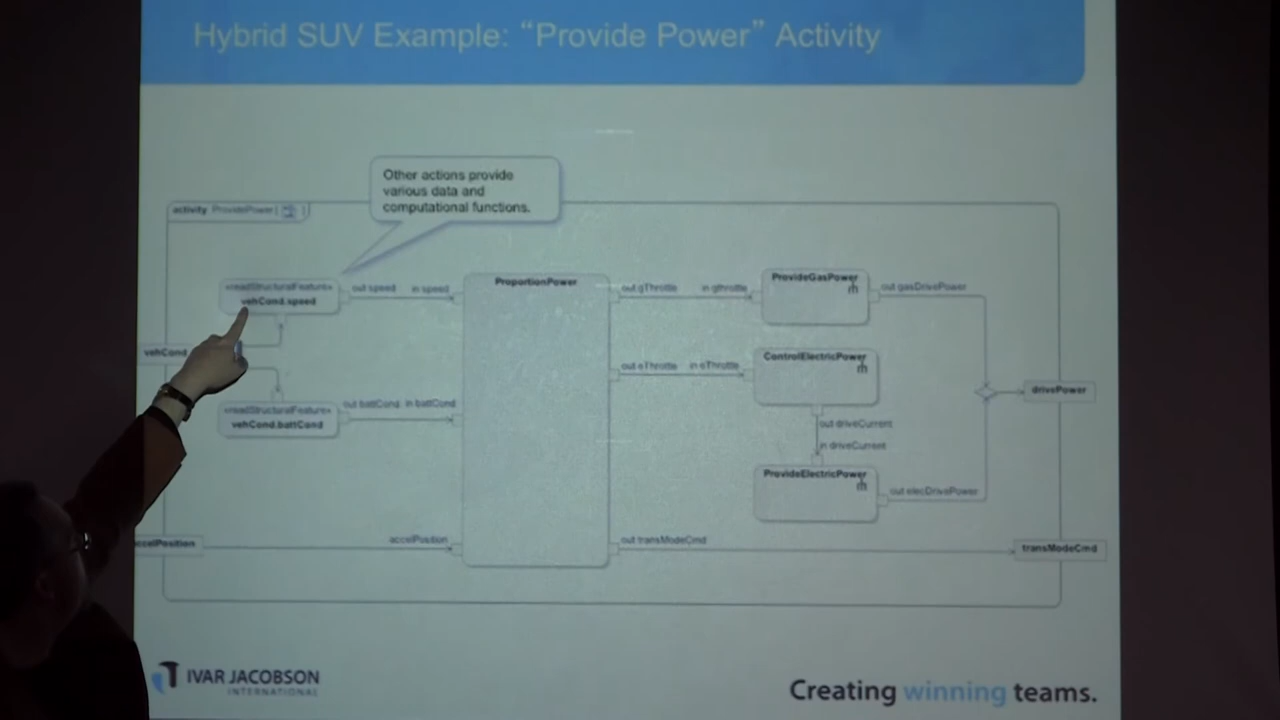 Hybrid SUV Example: “Provide Power” Activity
Other actions provide
various data and
computational functions.
activity ProvidePower[ ]
«readStructuralFeature»
vehCond.speed
out speed
in speed
ProportionPower
out gThrottle
in gthrottle
ProvideGasPower
out gasDrivePower
vehCond
out eThrottle
in eThrottle
ControlElectricPower
drivePower
«readStructuralFeature»
vehCond.battCond
out battCond
in battCond
out driveCurrent
in driveCurrent
ProvideElectricPower
out elecDrivePower
accelPosition
accelPosition
out transModeCmd
transModeCmd
IVAR JACOBSON
INTERNATIONAL
Creating winning teams.